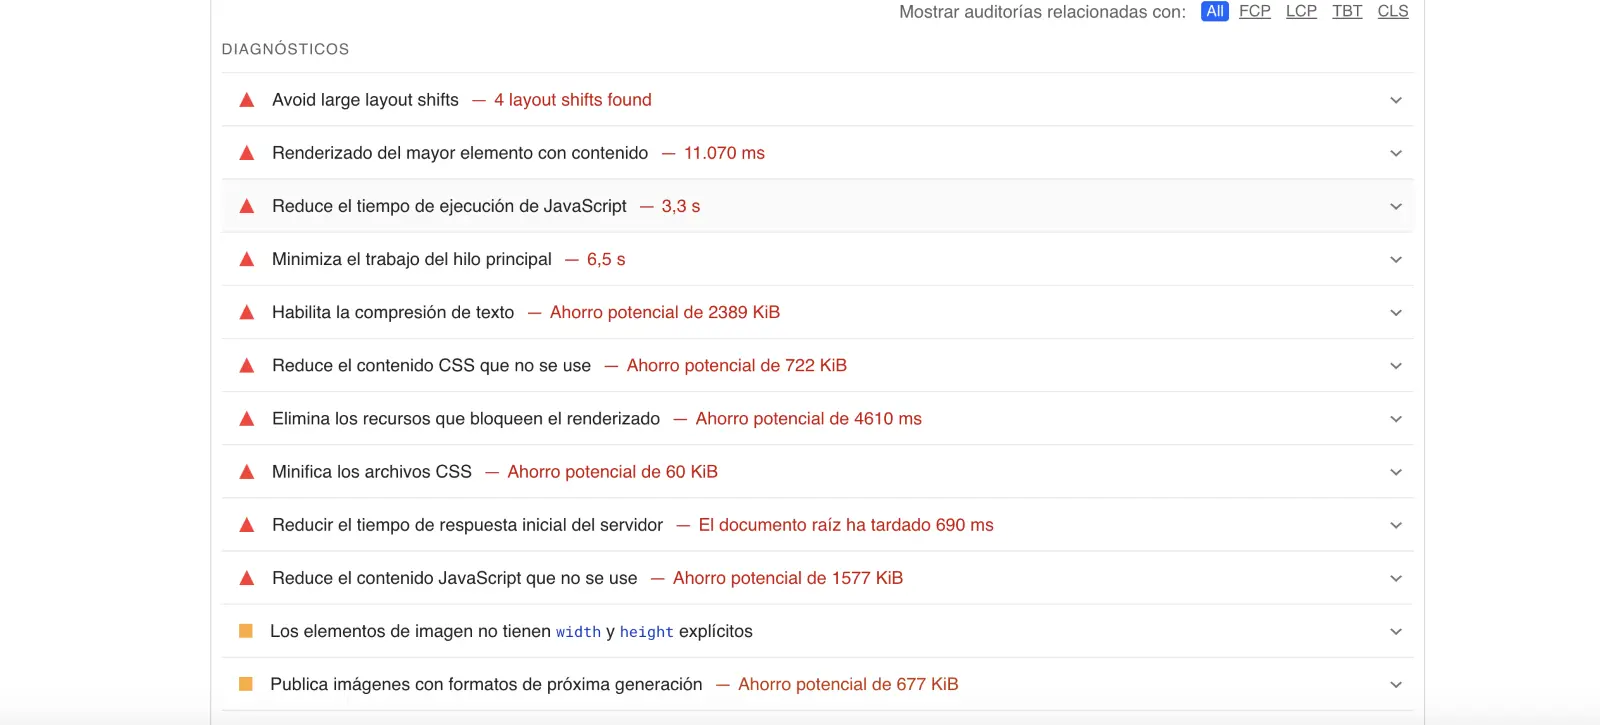 Mostrar auditorías relacionadas con: All FCP LCP TBT CLS
DIAGNÓSTICOS
Avoid large layout shifts — 4 layout shifts found
Renderizado del mayor elemento con contenido — 11.070 ms
Reduce el tiempo de ejecución de JavaScript — 3,3 s
Minimiza el trabajo del hilo principal — 6,5 s
Habilita la compresión de texto — Ahorro potencial de 2389 KiB
Reduce el contenido CSS que no se use — Ahorro potencial de 722 KiB
Elimina los recursos que bloqueen el renderizado — Ahorro potencial de 4610 ms
Minifica los archivos CSS — Ahorro potencial de 60 KiB
Reducir el tiempo de respuesta inicial del servidor — El documento raíz ha tardado 690 ms
Reduce el contenido JavaScript que no se use — Ahorro potencial de 1577 KiB
Los elementos de imagen no tienen width y height explícitos
Publica imágenes con formatos de próxima generación — Ahorro potencial de 677 KiB